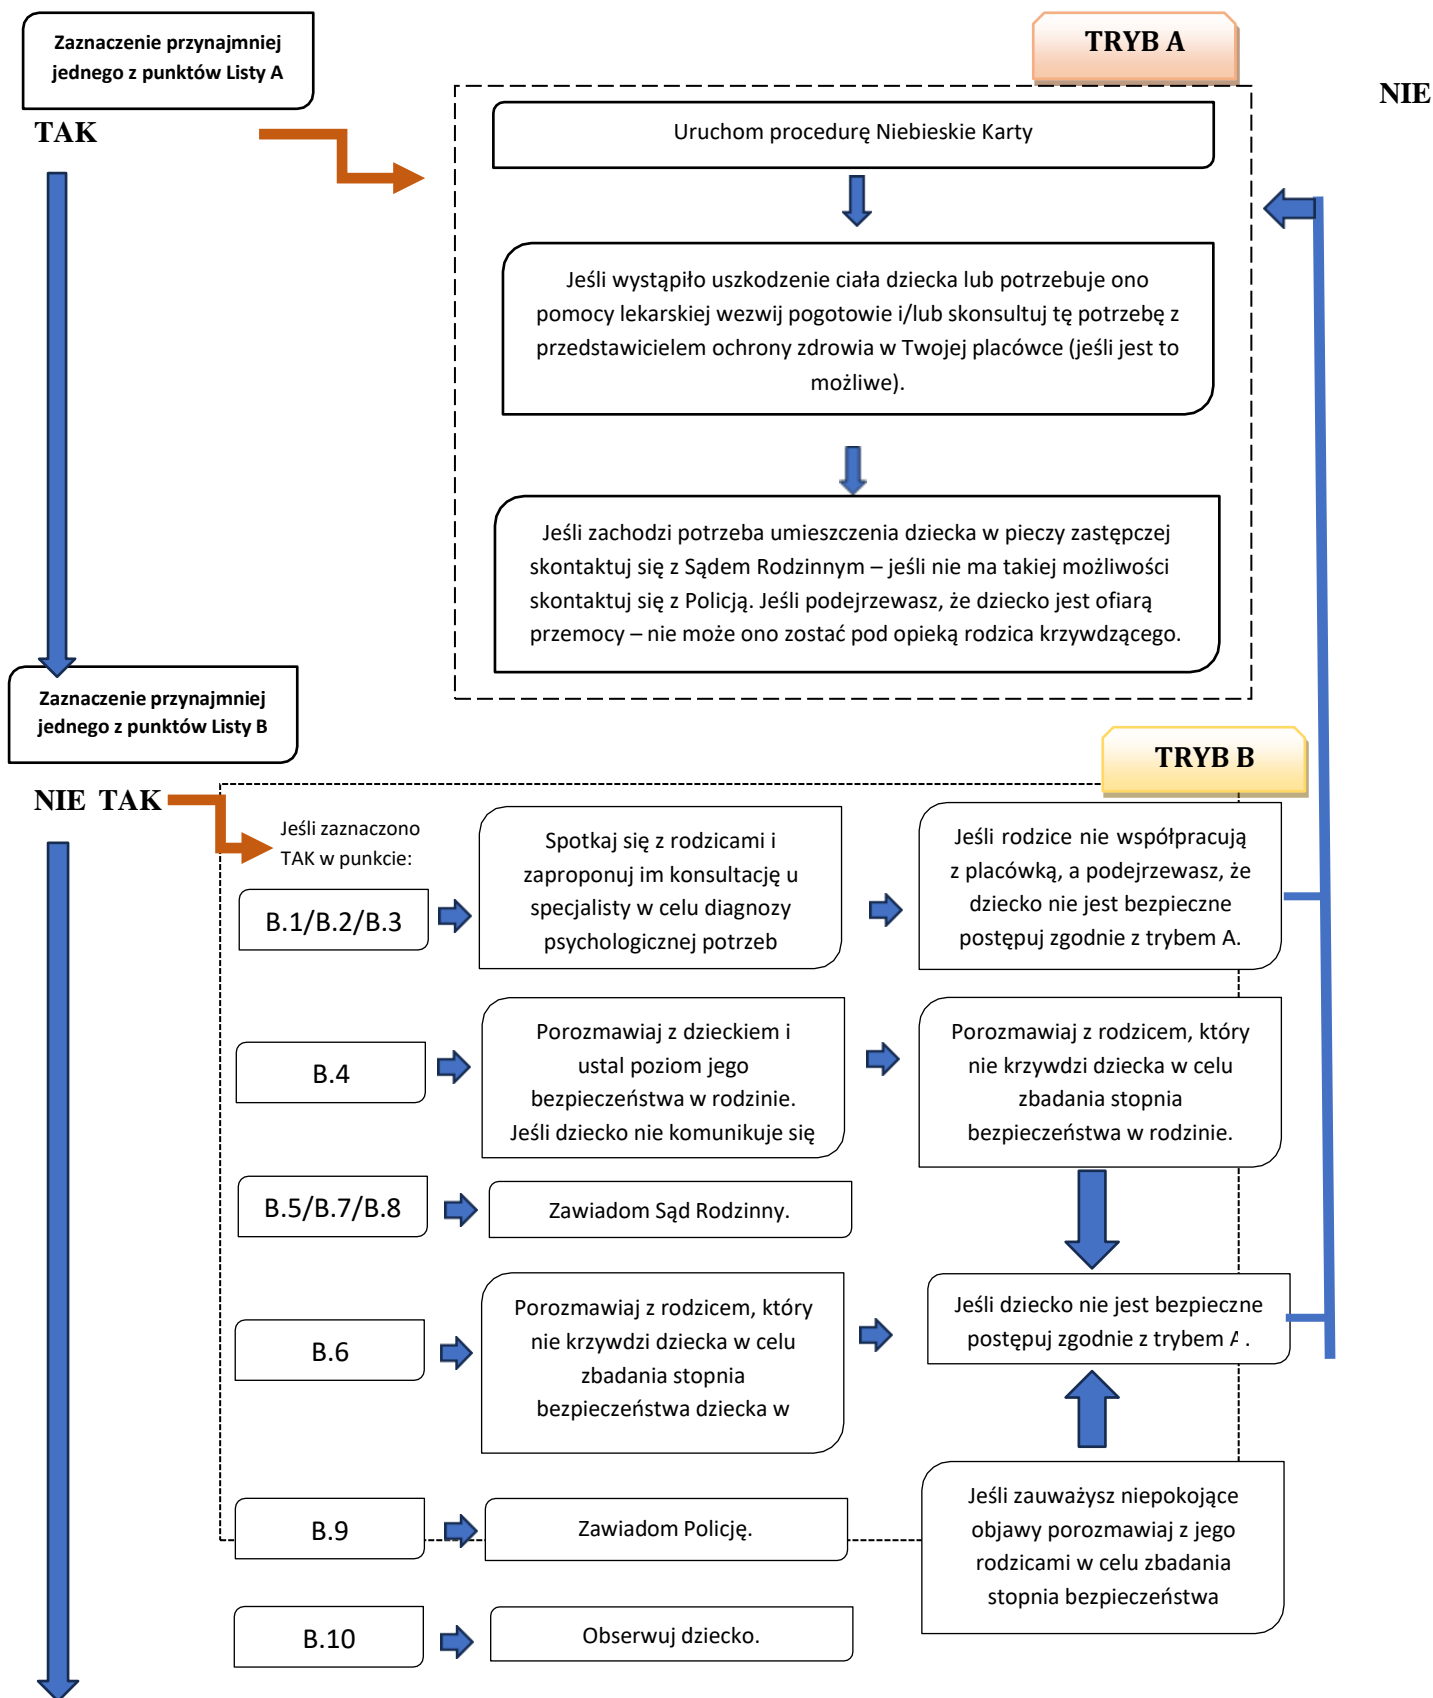 Zaznaczenie przynajmniej
jednego z punktów Listy A
TRYB A
NIE
TAK
Uruchom procedurę Niebieskie Karty
Jeśli wystąpiło uszkodzenie ciała dziecka lub potrzebuje ono
pomocy lekarskiej wezwij pogotowie i/lub skonsultuj tę potrzebę z
przedstawicielem ochrony zdrowia w Twojej placówce (jeśli jest to
możliwe).
Jeśli zachodzi potrzeba umieszczenia dziecka w pieczy zastępczej
skontaktuj się z Sądem Rodzinnym – jeśli nie ma takiej możliwości
skontaktuj się z Policją. Jeśli podejrzewasz, że dziecko jest ofiarą
przemocy – nie może ono zostać pod opieką rodzica krzywdzącego.
Zaznaczenie przynajmniej
jednego z punktów Listy B
TRYB B
NIE TAK
Jeśli zaznaczono
TAK w punkcie:
B.1/B.2/B.3
Spotkaj się z rodzicami i
zaproponuj im konsultację u
specjalisty w celu diagnozy
psychologicznej potrzeb
Jeśli rodzice nie współpracują
z placówką, a podejrzewasz, że
dziecko nie jest bezpieczne
postępuj zgodnie z trybem A.
B.4
Porozmawiaj z dzieckiem i
ustal poziom jego
bezpieczeństwa w rodzinie.
Jeśli dziecko nie komunikuje się
Porozmawiaj z rodzicem, który
nie krzywdzi dziecka w celu
zbadania stopnia
bezpieczeństwa w rodzinie.
B.5/B.7/B.8
Zawiadom Sąd Rodzinny.
B.6
Porozmawiaj z rodzicem, który
nie krzywdzi dziecka w celu
zbadania stopnia
bezpieczeństwa dziecka w
Jeśli dziecko nie jest bezpieczne
postępuj zgodnie z trybem A.
B.9
Zawiadom Policję.
Jeśli zauważysz niepokojące
objawy porozmawiaj z jego
rodzicami w celu zbadania
stopnia bezpieczeństwa
B.10
Obserwuj dziecko.